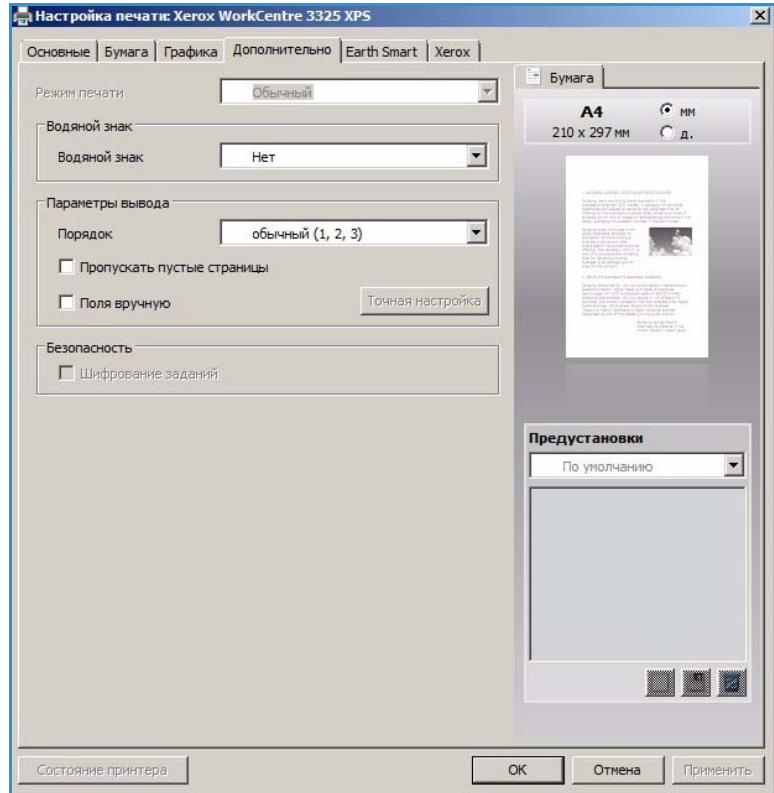 Настройка печати: Xerox WorkCentre 3325 XPS
Основные Бумага Графика Дополнительно Earth Smart Xerox
Режим печати Обычный
Водяной знак
Водяной знак Нет
Параметры вывода
Порядок обычный (1, 2, 3)
Пропускать пустые страницы
Поля вручную Точная настройка
Безопасность
Шифрование заданий
Бумага
A4 мм
210 x 297 мм д.
Предустановки
По умолчанию
Состояние принтера OK Отмена Применить